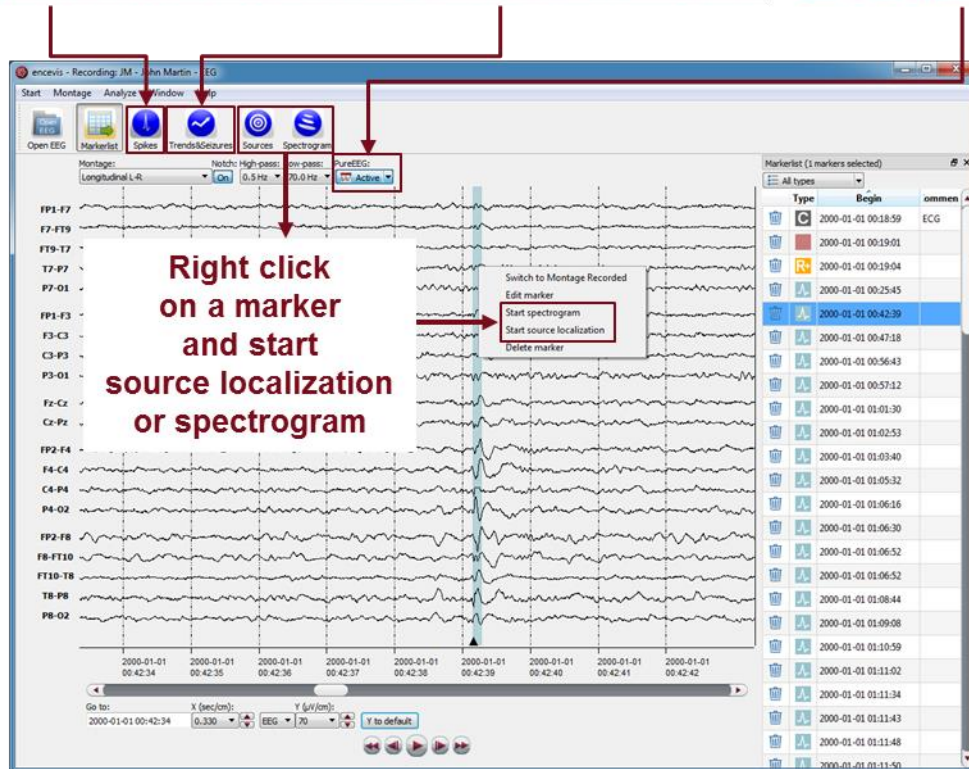 encevis - Recording: JM - John Martin - EEG
Start Montage Analyze Window Help
Open EEG
Open EEG Markerlist Spikes Trends&Seizures Sources Spectrogram
Montage: Notch: High-pass: Low-pass: PureEEG:
Longitudinal L-R On 0.5 Hz 70.0 Hz Active
FP1-F7
F7-FT9
FT9-T7
T7-P7
P7-O1
FP1-F3
F3-C3
C3-P3
P3-O1
Fz-Cz
Cz-Pz
FP2-F4
F4-C4
C4-P4
P4-O2
FP2-F8
F8-FT10
FT10-T8
T8-P8
P8-O2
Right click
on a marker
and start
source localization
or spectrogram
Switch to Montage Recorded
Edit marker
Start spectrogram
Start source localization
Delete marker
2000-01-01 2000-01-01 2000-01-01 2000-01-01 2000-01-01 2000-01-01 2000-01-01 2000-01-01 2000-01-01
00:42:34 00:42:35 00:42:36 00:42:37 00:42:38 00:42:39 00:42:40 00:42:41 00:42:42
Go to: X (sec/cm): Y (µV/cm):
2000-01-01 00:42:34 0.330 EEG 70 Y to default
Markerlist (1 markers selected)
All types
Type Begin ommen
C 2000-01-01 00:18:59 ECG
2000-01-01 00:19:01
R+ 2000-01-01 00:19:04
2000-01-01 00:25:45
2000-01-01 00:42:39
2000-01-01 00:47:18
2000-01-01 00:56:43
2000-01-01 00:57:12
2000-01-01 01:01:30
2000-01-01 01:02:53
2000-01-01 01:03:40
2000-01-01 01:05:32
2000-01-01 01:06:16
2000-01-01 01:06:30
2000-01-01 01:06:52
2000-01-01 01:06:52
2000-01-01 01:08:44
2000-01-01 01:09:08
2000-01-01 01:10:59
2000-01-01 01:11:02
2000-01-01 01:11:34
2000-01-01 01:11:43
2000-01-01 01:11:48
2000-01-01 01:11:50